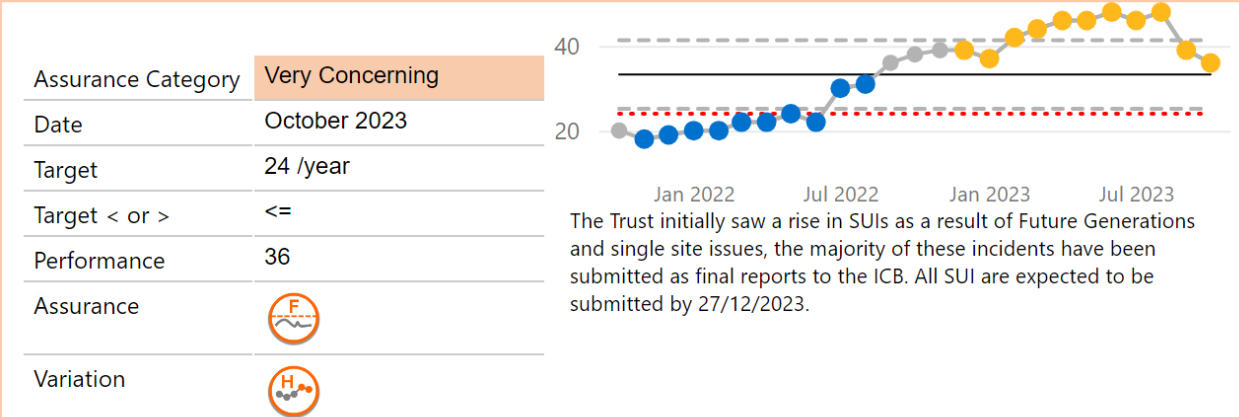 Assurance Category Very Concerning
Date October 2023
Target 24 /year
Target < or > <=
Performance 36
Assurance F
Variation H
40
20
Jan 2022 Jul 2022 Jan 2023 Jul 2023
The Trust initially saw a rise in SUIs as a result of Future Generations
and single site issues, the majority of these incidents have been
submitted as final reports to the ICB. All SUI are expected to be
submitted by 27/12/2023.